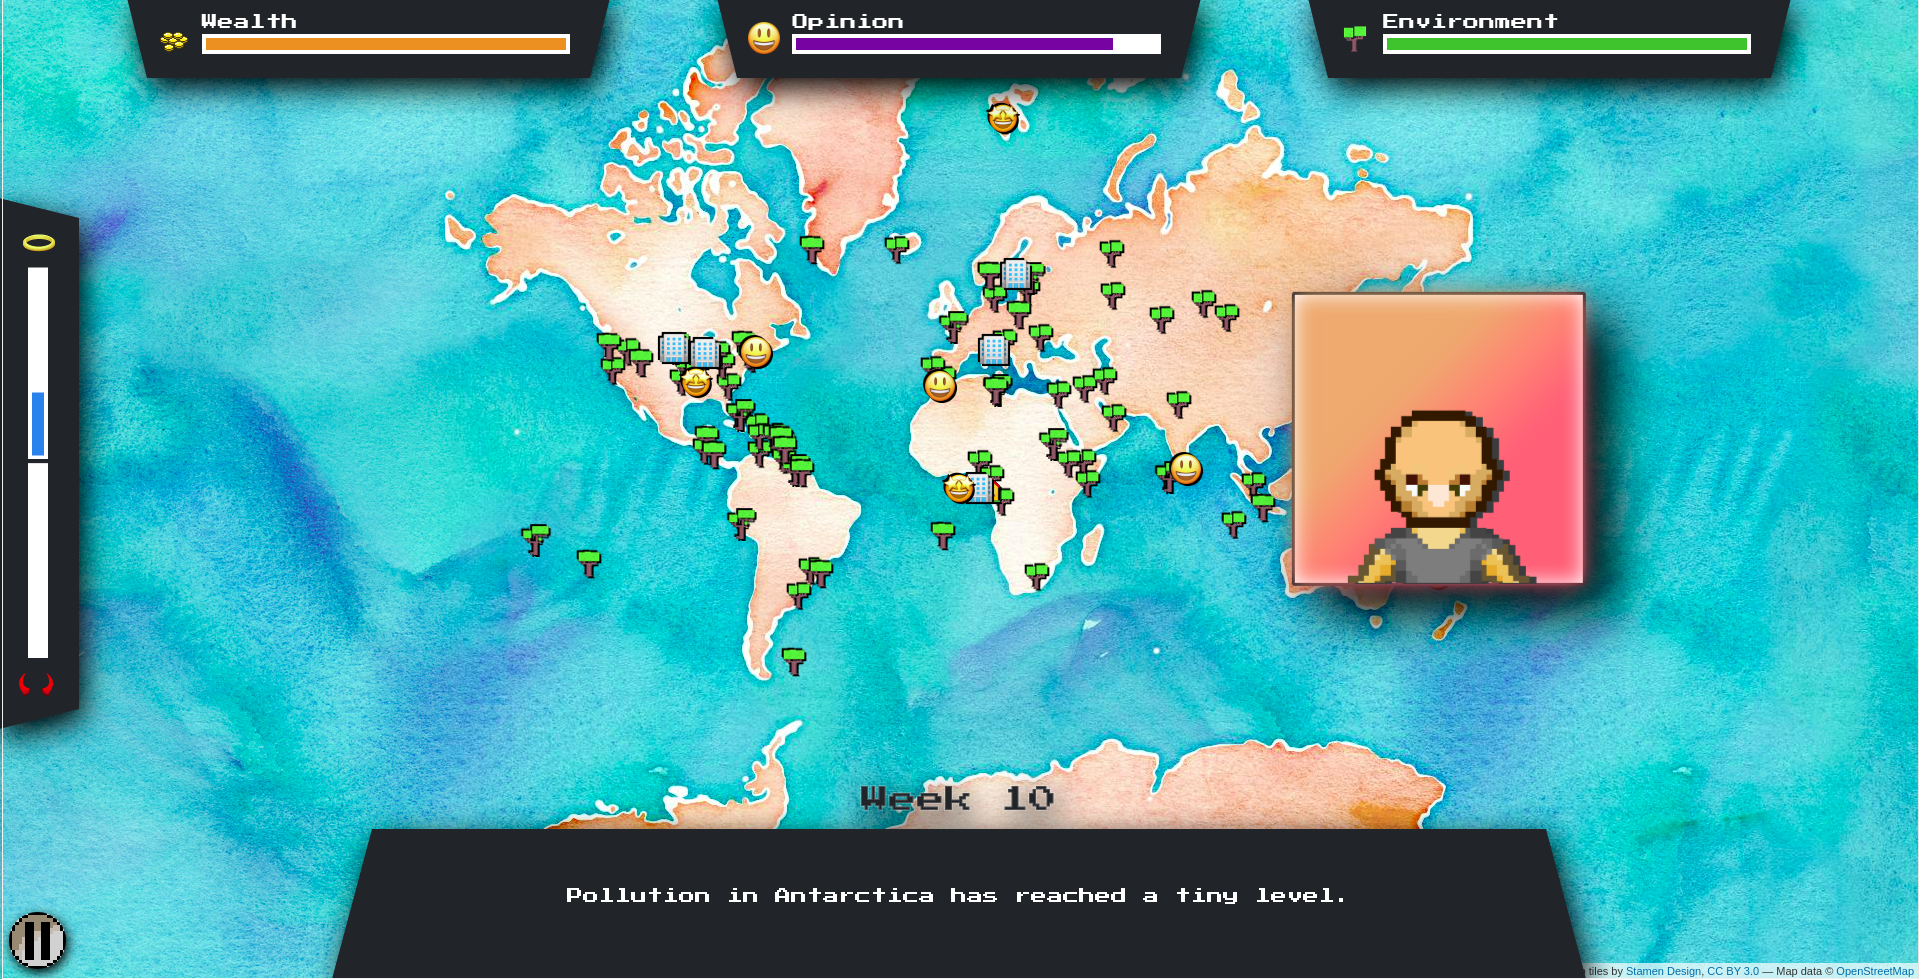 Wealth
Opinion
Environment
Week 10
Pollution in Antarctica has reached a tiny level.
tiles by Stamen Design, CC BY 3.0 — Map data © OpenStreetMap